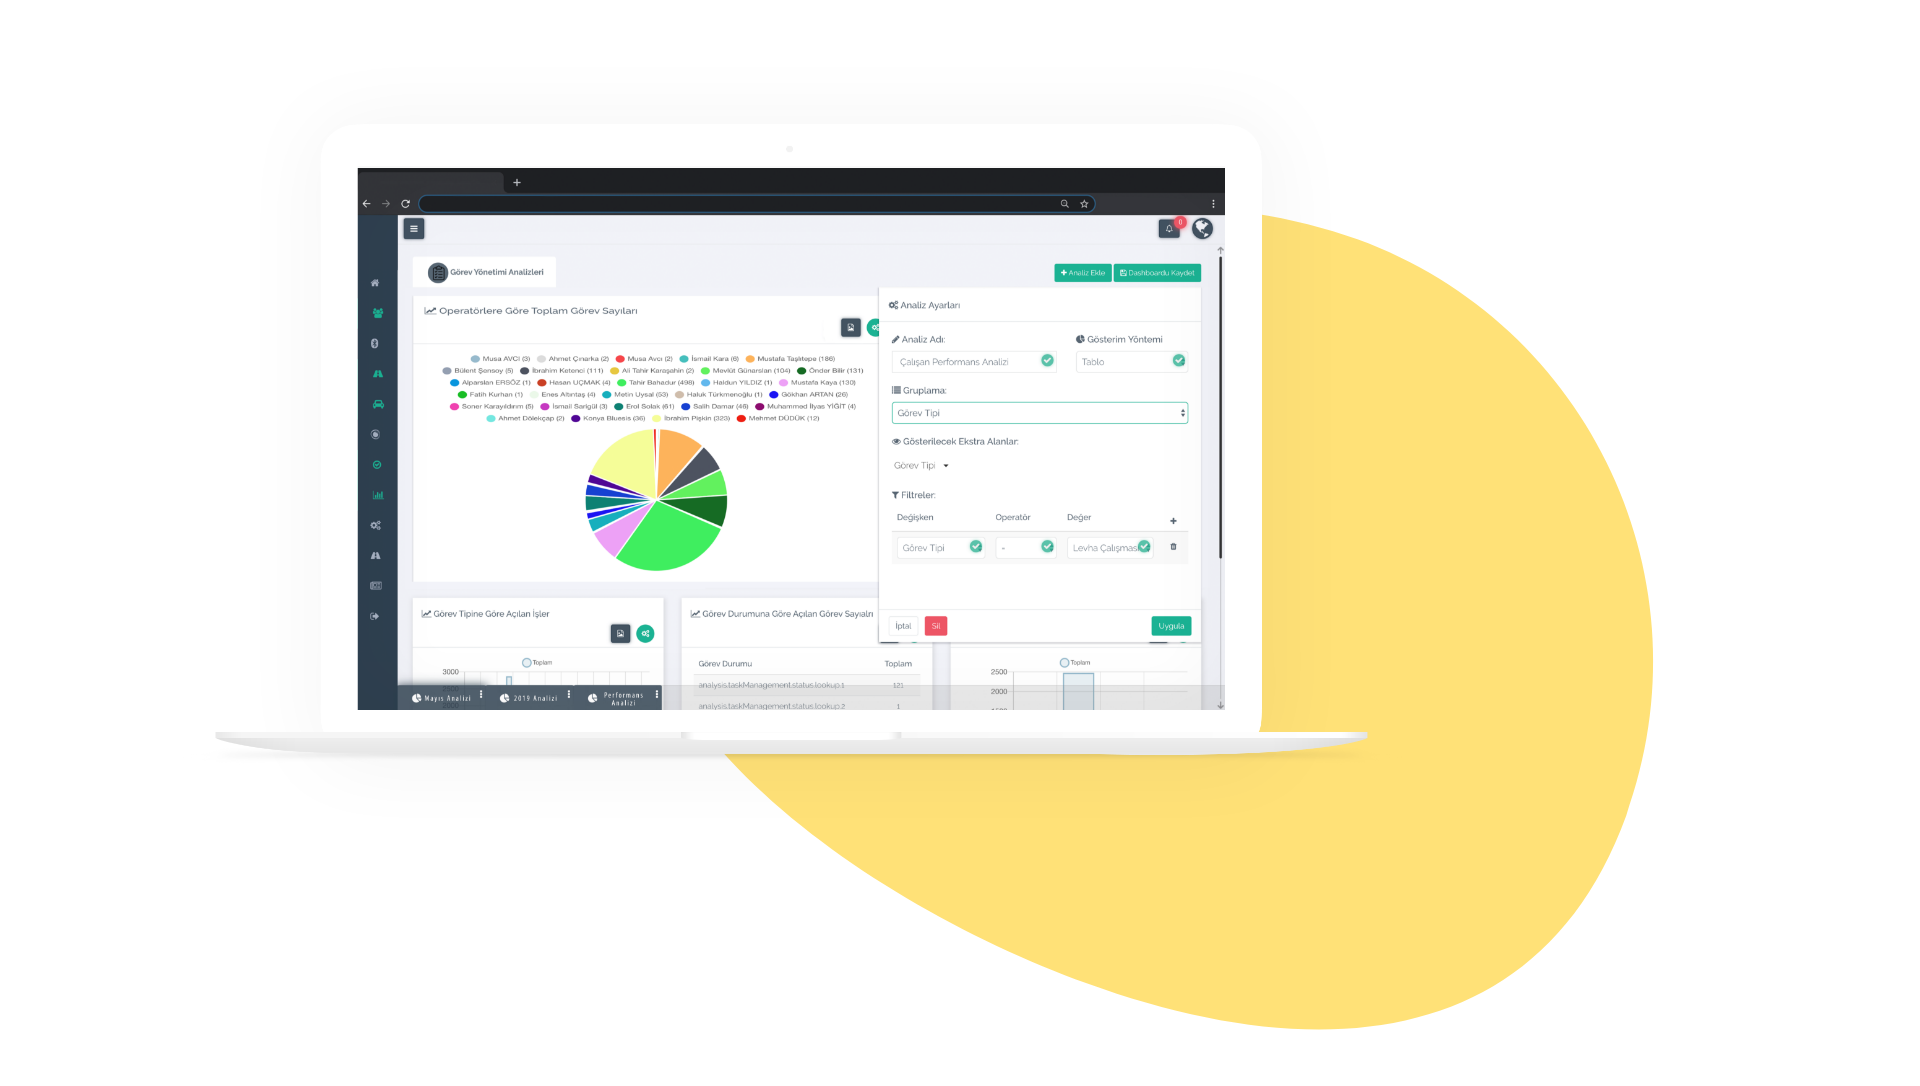 Görev Yönetimi Analizleri
Analiz Ekle
Dashboardu Kaydet
0
Operatörlere Göre Toplam Görev Sayıları
Musa AVCI (3) Ahmet Çınarka (2) Musa Avcı (2) İsmail Kara (6) Mustafa Taşlıtepe (186)
Bülent Şensoy (5) İbrahim Ketenci (111) Ali Tahir Karaşahin (2) Mevlüt Günarslan (104) Önder Bilir (131)
Alparslan ERSÖZ (1) Hasan UÇMAK (4) Tahir Bahadur (498) Haldun YILDIZ (1) Mustafa Kaya (130)
Fatih Kurhan (1) Enes Altıntaş (4) Metin Uysal (53) Haluk Türkmenoğlu (1) Gökhan ARTAN (26)
Soner Karayıldırım (5) İsmail Sarigül (3) Erol Solak (61) Salih Damar (46) Muhammed İlyas YİĞİT (4)
Ahmet Dölekçap (2) Konya Bluesis (36) İbrahim Pişkin (323) Mehmet DÜDÜK (12)
Analiz Ayarları
Analiz Adı:
Gösterim Yöntemi
Çalışan Performans Analizi
Tablo
Gruplama:
Görev Tipi
Gösterilecek Ekstra Alanlar:
Görev Tipi
Filtreler:
Değişken Operatör Değer
Görev Tipi = Levha Çalışması
İptal Sil Uygula
Görev Tipine Göre Açılan İşler
Toplam
3000
Görev Durumuna Göre Açılan Görev Sayıalrı
Görev Durumu Toplam
analysis.taskManagement.status.lookup.1 121
analysis.taskManagement.status.lookup.2 1
Toplam
2500
2000
Mayıs Analizi
2019 Analizi
Performans
Analizi